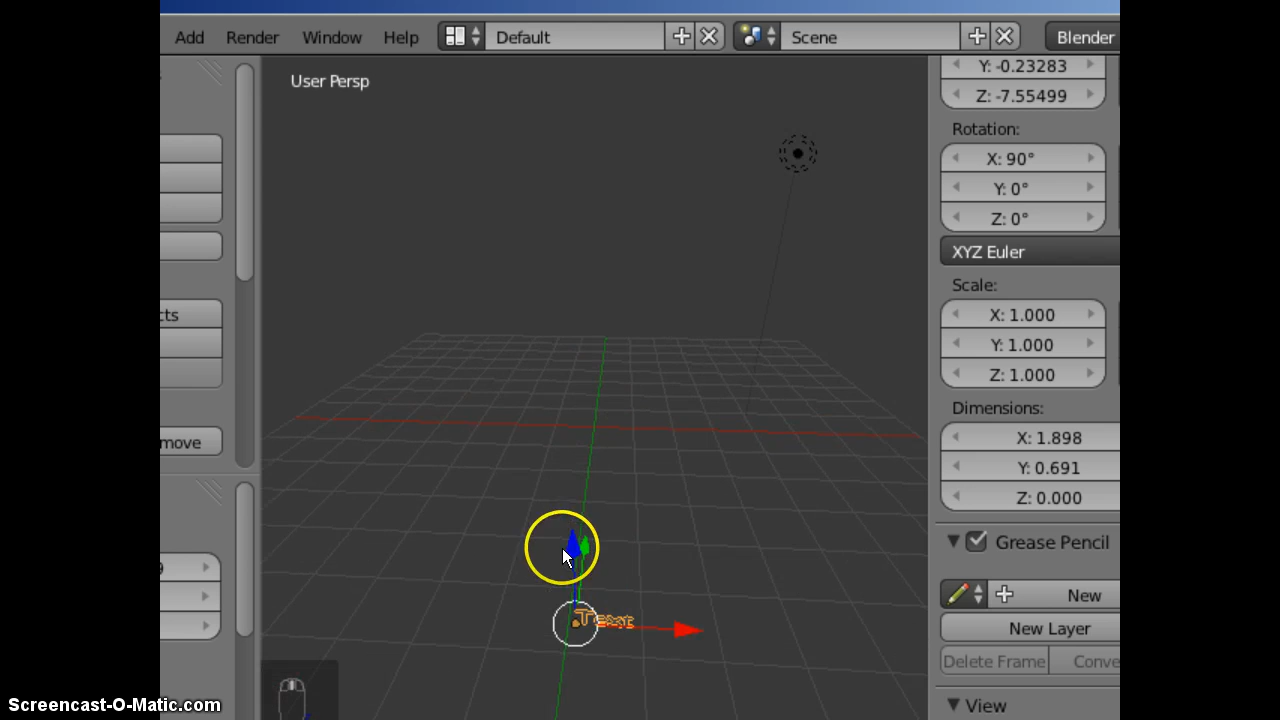 Add Render Window Help Default Scene Blender
User Persp
Y: -0.23283
Z: -7.55499
Rotation:
X: 90°
Y: 0°
Z: 0°
XYZ Euler
Scale:
X: 1.000
Y: 1.000
Z: 1.000
Dimensions:
X: 1.898
Y: 0.691
Z: 0.000
Grease Pencil
New
New Layer
Delete Frame Conve
View
cts
move
9
Text
Screencast-O-Matic.com